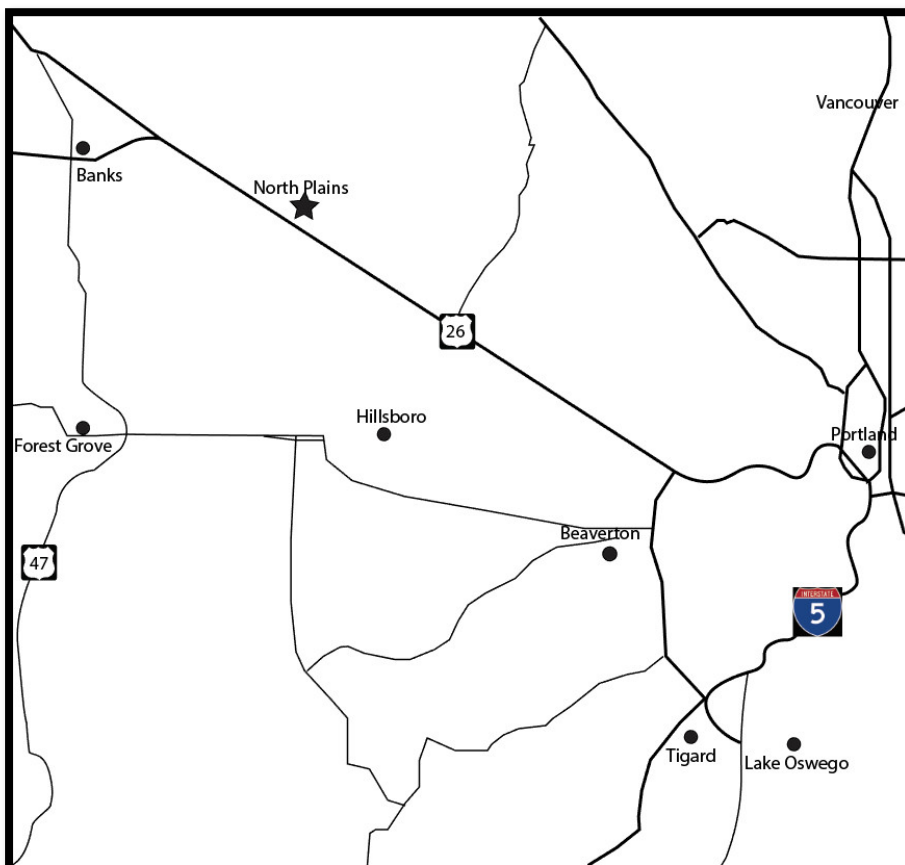 Vancouver
Banks
North Plains
26
Hillsboro
Forest Grove
Portland
Beaverton
47
INTERSTATE
5
Tigard
Lake Oswego